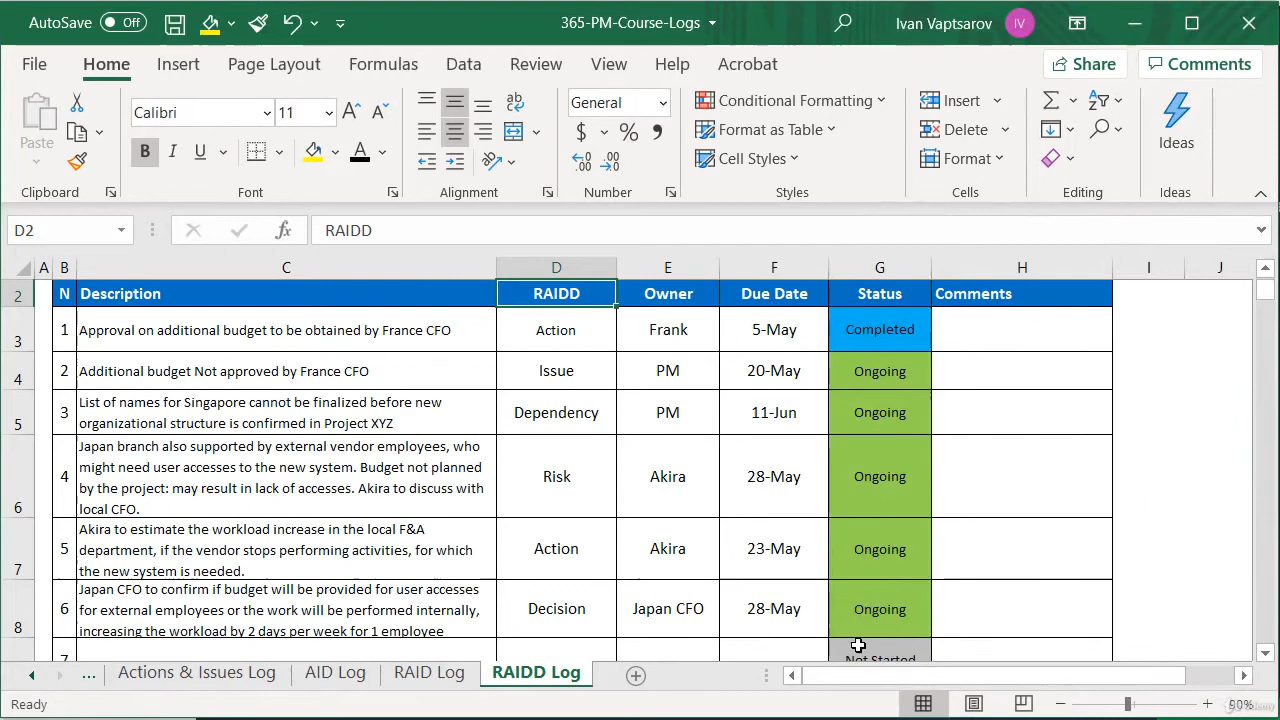 AutoSave Off 365-PM-Course-Logs Ivan Vaptsarov IV
File Home Insert Page Layout Formulas Data Review View Help Acrobat Share Comments
Paste Calibri 11 General Conditional Formatting Insert
B I U A $ % Format as Table Delete
Cell Styles Format Ideas
Clipboard Font Alignment Number Styles Cells Editing Ideas
D2 fx RAIDD
A B C D E F G H I J
2 N Description RAIDD Owner Due Date Status Comments
3 1 Approval on additional budget to be obtained by France CFO Action Frank 5-May Completed
4 2 Additional budget Not approved by France CFO Issue PM 20-May Ongoing
5 3 List of names for Singapore cannot be finalized before new
organizational structure is confirmed in Project XYZ Dependency PM 11-Jun Ongoing
6 4 Japan branch also supported by external vendor employees, who
might need user accesses to the new system. Budget not planned
by the project: may result in lack of accesses. Akira to discuss with
local CFO. Risk Akira 28-May Ongoing
7 5 Akira to estimate the workload increase in the local F&A
department, if the vendor stops performing activities, for which
the new system is needed. Action Akira 23-May Ongoing
8 6 Japan CFO to confirm if budget will be provided for user accesses
for external employees or the work will be performed internally,
increasing the workload by 2 days per week for 1 employee Decision Japan CFO 28-May Ongoing
7 Not Started
... Actions & Issues Log AID Log RAID Log RAIDD Log
Ready 90%